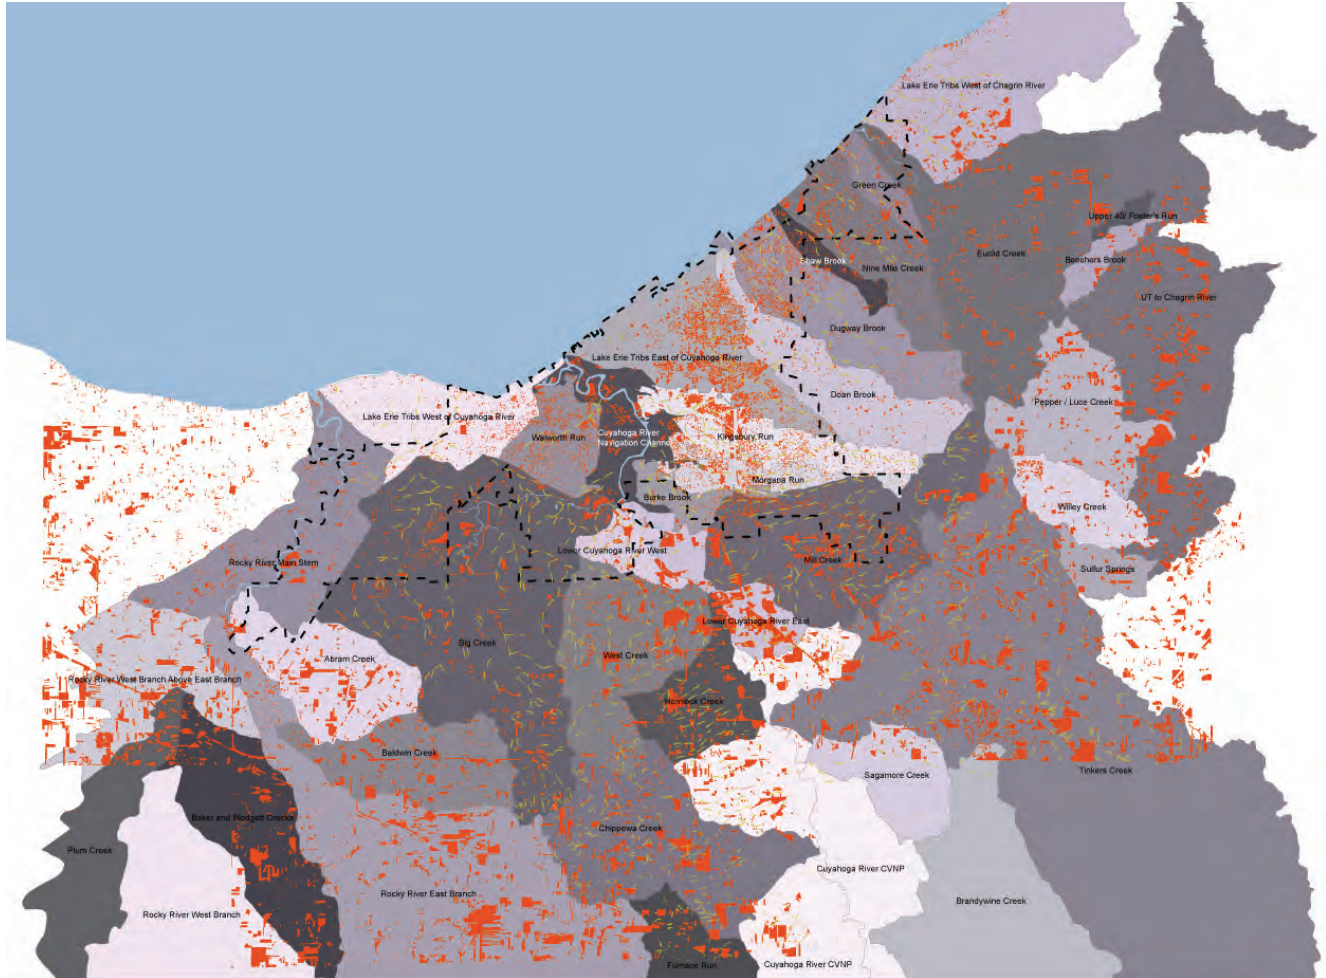 Lake Erie Tribs West of Chagrin River
Green Creek
Upper 40/ Foster's Run
Euclid Creek
Shaw Brook
Nine Mile Creek
Beechers Brook
UT to Chagrin River
Dugway Brook
Lake Erie Tribs East of Cuyahoga River
Doan Brook
Pepper / Luce Creek
Lake Erie Tribs West of Cuyahoga River
Walworth Run
Cuyahoga River
Navigation Channel
Kingsbury Run
Morgana Run
Burke Brook
Willey Creek
Lower Cuyahoga River West
Rocky River Main Stem
Mill Creek
Sulfur Springs
Lower Cuyahoga River East
Big Creek
West Creek
Abram Creek
Rocky River West Branch Above East Branch
Hemlock Creek
Baldwin Creek
Sagamore Creek
Tinkers Creek
Baker and Blodgett Creeks
Chippewa Creek
Plum Creek
Cuyahoga River CVNP
Rocky River East Branch
Brandywine Creek
Rocky River West Branch
Furnace Run
Cuyahoga River CVNP